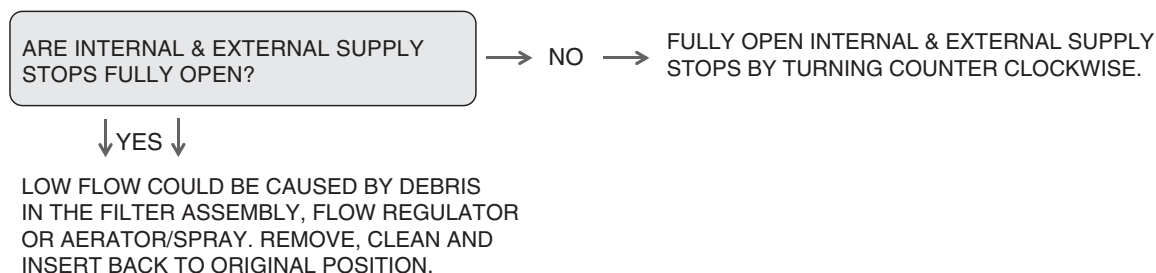 ARE INTERNAL & EXTERNAL SUPPLY
STOPS FULLY OPEN?
NO
FULLY OPEN INTERNAL & EXTERNAL SUPPLY
STOPS BY TURNING COUNTER CLOCKWISE.
YES
LOW FLOW COULD BE CAUSED BY DEBRIS
IN THE FILTER ASSEMBLY, FLOW REGULATOR
OR AERATOR/SPRAY. REMOVE, CLEAN AND
INSERT BACK TO ORIGINAL POSITION.